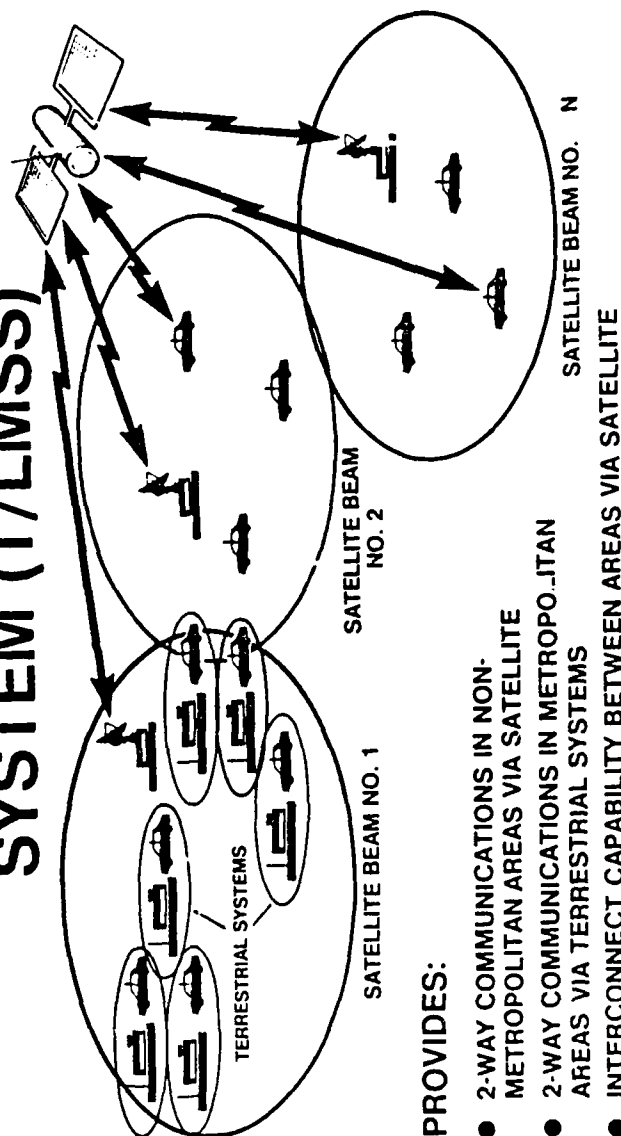 SYSTEM (T/LMSS)
TERRESTRIAL SYSTEMS
SATELLITE BEAM NO. 1
SATELLITE BEAM
NO. 2
SATELLITE BEAM NO. N
PROVIDES:
● 2-WAY COMMUNICATIONS IN NON-
METROPOLITAN AREAS VIA SATELLITE
● 2-WAY COMMUNICATIONS IN METROPO..ITAN
AREAS VIA TERRESTRIAL SYSTEMS
● INTERCONNECT CAPABILITY BETWEEN AREAS VIA SATELLITE